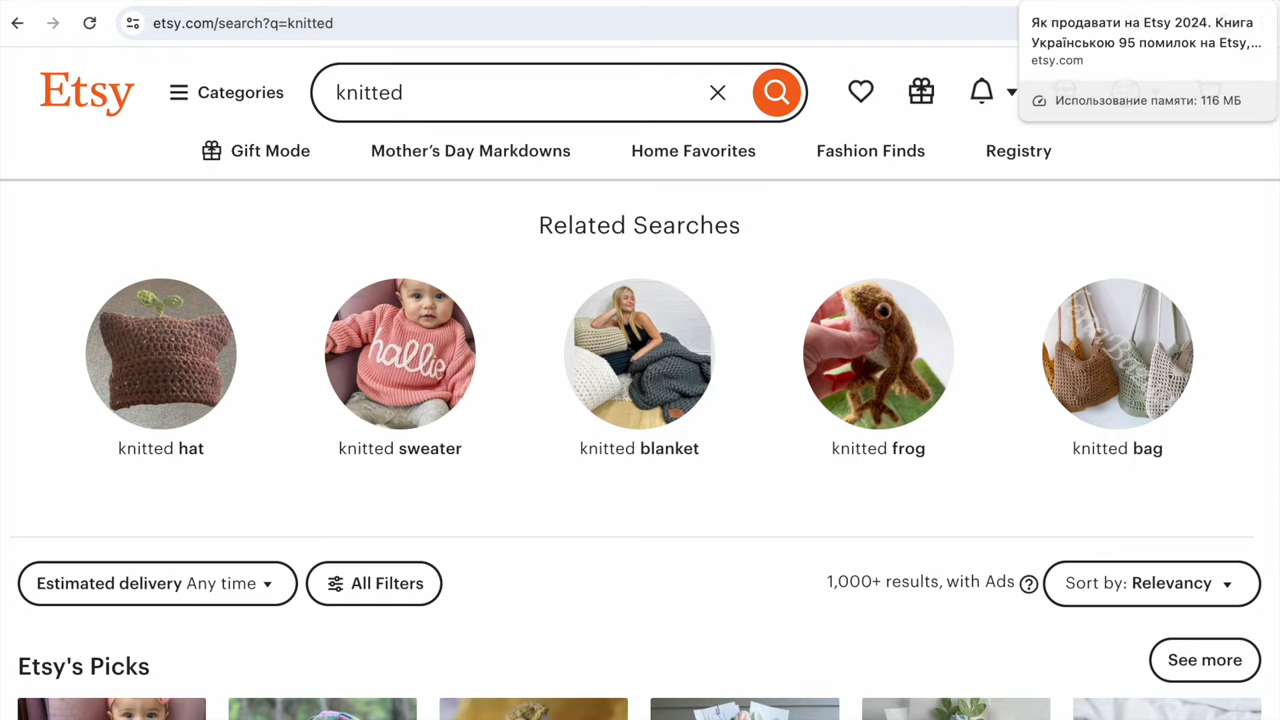 etsy.com/search?q=knitted
Як продавати на Etsy 2024. Книга
Українською 95 помилок на Etsy,...
etsy.com
Использование памяти: 116 МБ
Etsy
Categories
knitted
Gift Mode
Mother's Day Markdowns
Home Favorites
Fashion Finds
Registry
Related Searches
hallie
knitted hat
knitted sweater
knitted blanket
knitted frog
knitted bag
Estimated delivery Any time
All Filters
1,000+ results, with Ads
Sort by: Relevancy
Etsy's Picks
See more